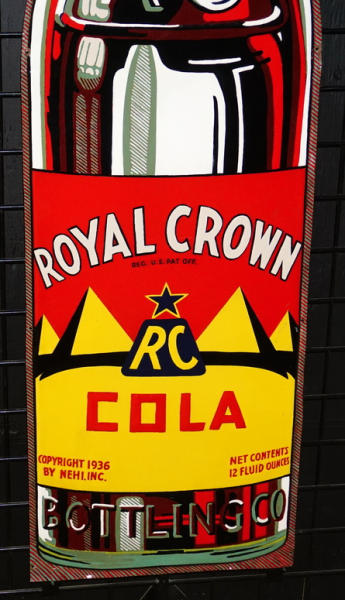 ROYAL CROWN
REG. U.S. PAT. OFF.
RC
COLA
COPYRIGHT 1936
BY NEHI, INC.
NET CONTENTS
12 FLUID OUNCES
BOTTLING CO